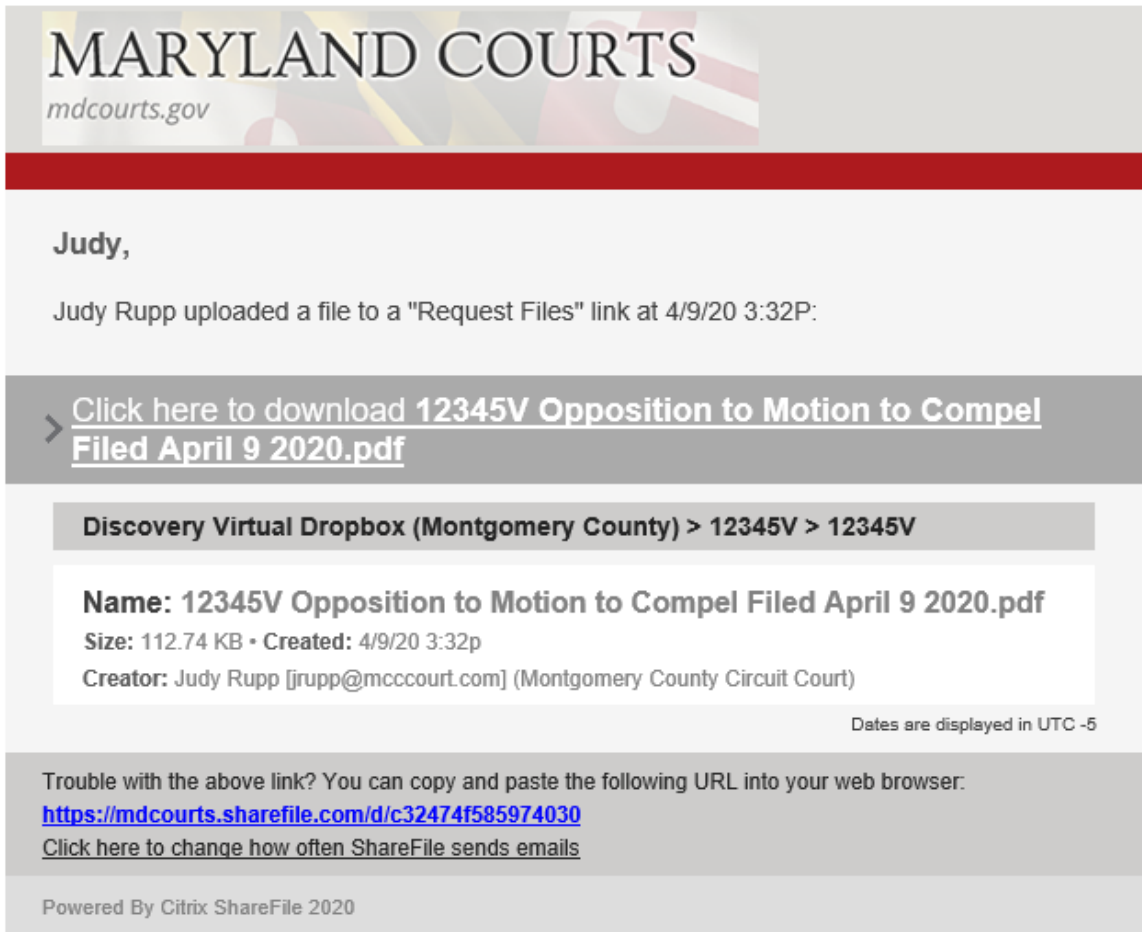 MARYLAND COURTS
mdcourts.gov
Judy,
Judy Rupp uploaded a file to a "Request Files" link at 4/9/20 3:32P:
Click here to download 12345V Opposition to Motion to Compel
Filed April 9 2020.pdf
Discovery Virtual Dropbox (Montgomery County) > 12345V > 12345V
Name: 12345V Opposition to Motion to Compel Filed April 9 2020.pdf
Size: 112.74 KB • Created: 4/9/20 3:32p
Creator: Judy Rupp [jrupp@mcccourt.com] (Montgomery County Circuit Court)
Dates are displayed in UTC -5
Trouble with the above link? You can copy and paste the following URL into your web browser:
https://mdcourts.sharefile.com/d/c32474f585974030
Click here to change how often ShareFile sends emails
Powered By Citrix ShareFile 2020